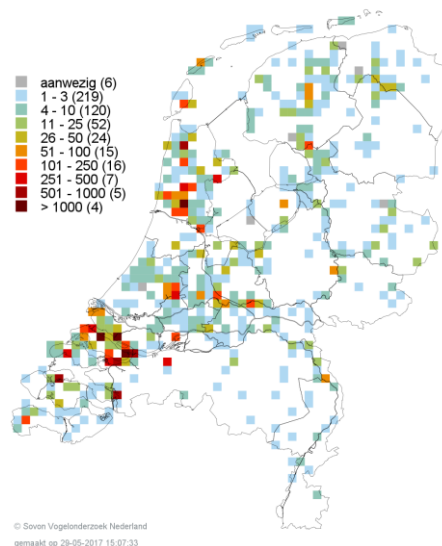 aanwezig (6)
1 - 3 (219)
4 - 10 (120)
11 - 25 (52)
26 - 50 (24)
51 - 100 (15)
101 - 250 (16)
251 - 500 (7)
501 - 1000 (5)
> 1000 (4)
© Sovon Vogelonderzoek Nederland
gemaakt op 29-05-2017 15:07:33